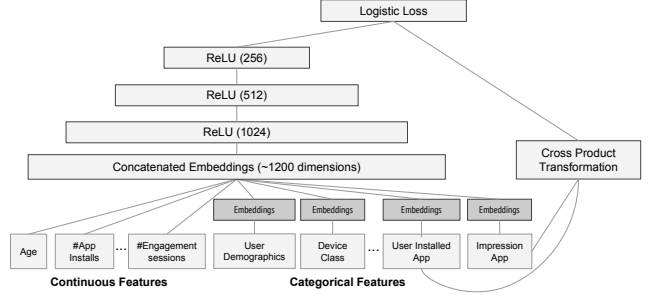 Logistic Loss
ReLU (256)
ReLU (512)
ReLU (1024)
Concatenated Embeddings (~1200 dimensions)
Cross Product
Transformation
Embeddings
Embeddings
Embeddings
Embeddings
Age
#App
Installs
...
#Engagement
sessions
User
Demographics
Device
Class
...
User Installed
App
Impression
App
Continuous Features
Categorical Features